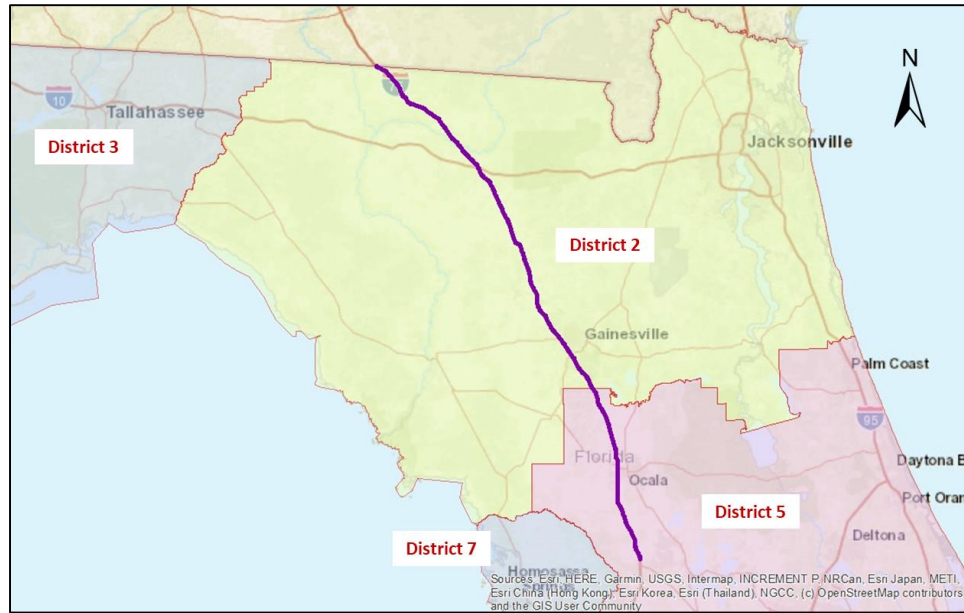 N
10
Tallahassee
Jacksonville
District 3
District 2
Gainesville
Palm Coast
95
Florida
Ocala
Daytona B
Port Oran
District 5
Deltona
District 7
Homosassa
Springs
Sources: Esri, HERE, Garmin, USGS, Intermap, INCREMENT P, NRCan, Esri Japan, METI,
Esri China (Hong Kong), Esri Korea, Esri (Thailand), NGCC, (c) OpenStreetMap contributors,
and the GIS User Community